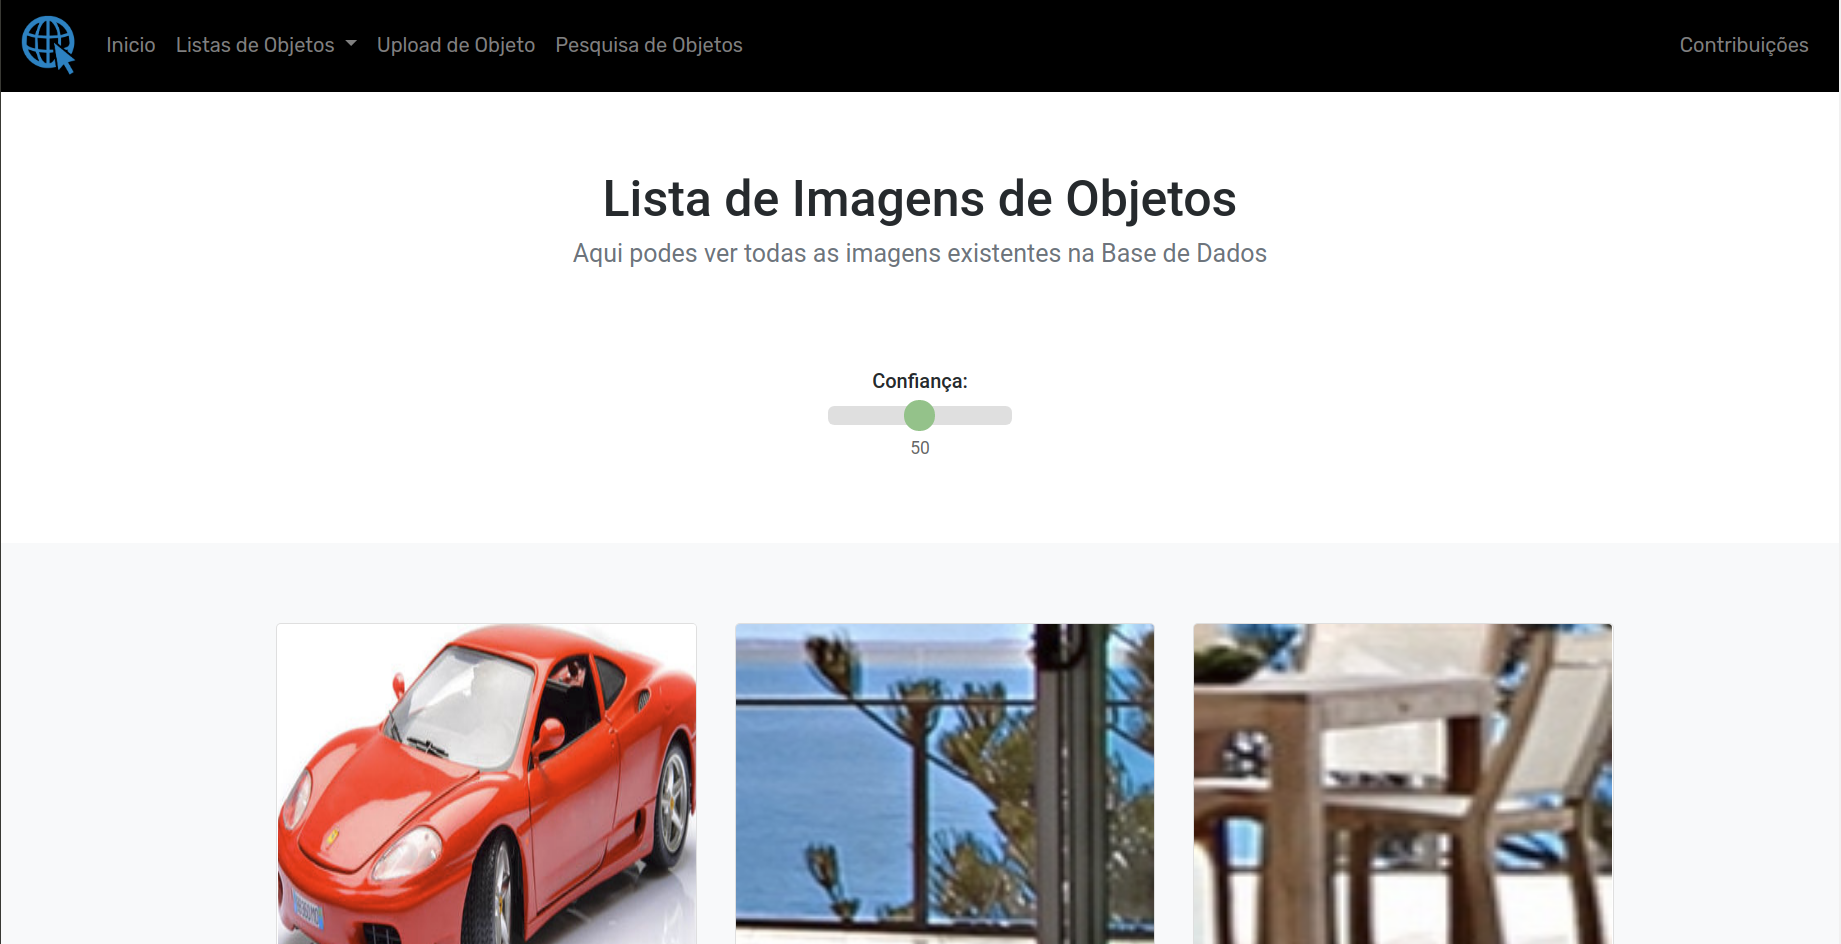 Inicio Listas de Objetos Upload de Objeto Pesquisa de Objetos Contribuições
Lista de Imagens de Objetos
Aqui podes ver todas as imagens existentes na Base de Dados
Confiança:
50